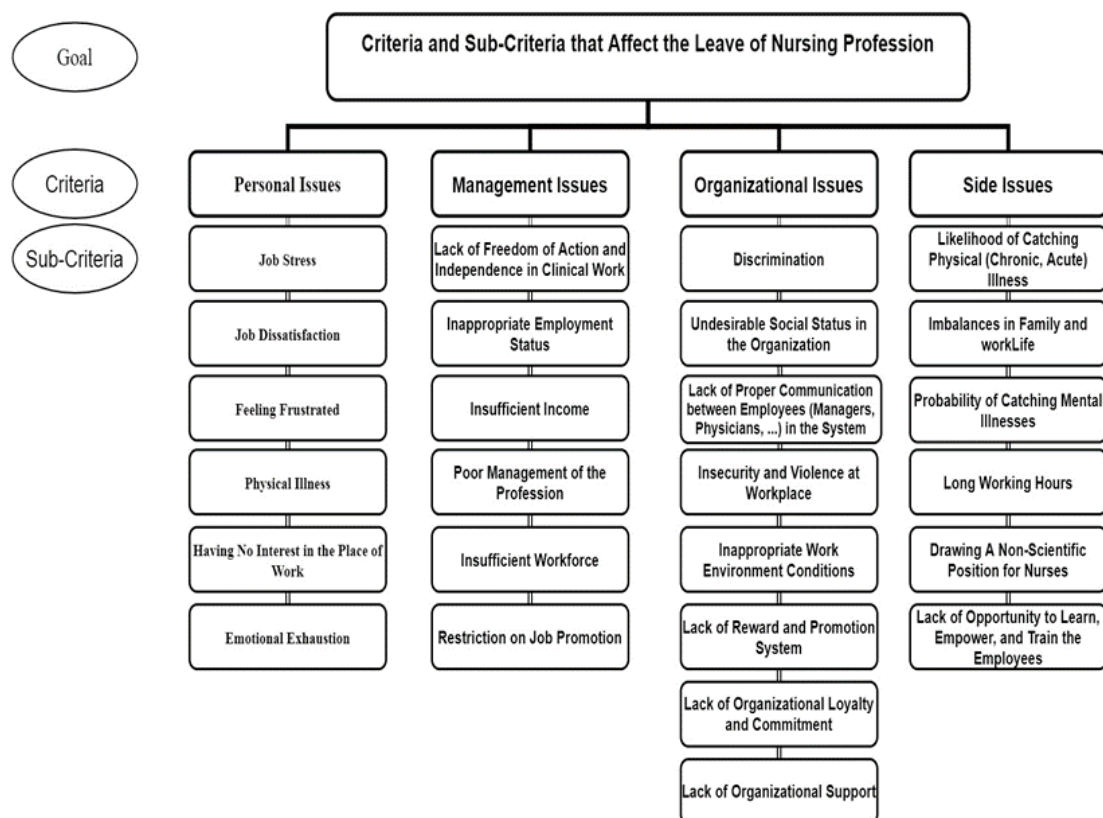 Goal
Criteria and Sub-Criteria that Affect the Leave of Nursing Profession
Criteria
Personal Issues
Management Issues
Organizational Issues
Side Issues
Sub-Criteria
Job Stress
Lack of Freedom of Action and
Independence in Clinical Work
Discrimination
Likelihood of Catching
Physical (Chronic, Acute)
Illness
Job Dissatisfaction
Inappropriate Employment
Status
Undesirable Social Status in
the Organization
Imbalances in Family and
workLife
Feeling Frustrated
Insufficient Income
Lack of Proper Communication
between Employees (Managers,
Physicians, ...) in the System
Probability of Catching Mental
Illnesses
Physical Illness
Poor Management of the
Profession
Insecurity and Violence at
Workplace
Long Working Hours
Having No Interest in the Place of
Work
Insufficient Workforce
Inappropriate Work
Environment Conditions
Drawing A Non-Scientific
Position for Nurses
Emotional Exhaustion
Restriction on Job Promotion
Lack of Reward and Promotion
System
Lack of Opportunity to Learn,
Empower, and Train the
Employees
Lack of Organizational Loyalty
and Commitment
Lack of Organizational Support